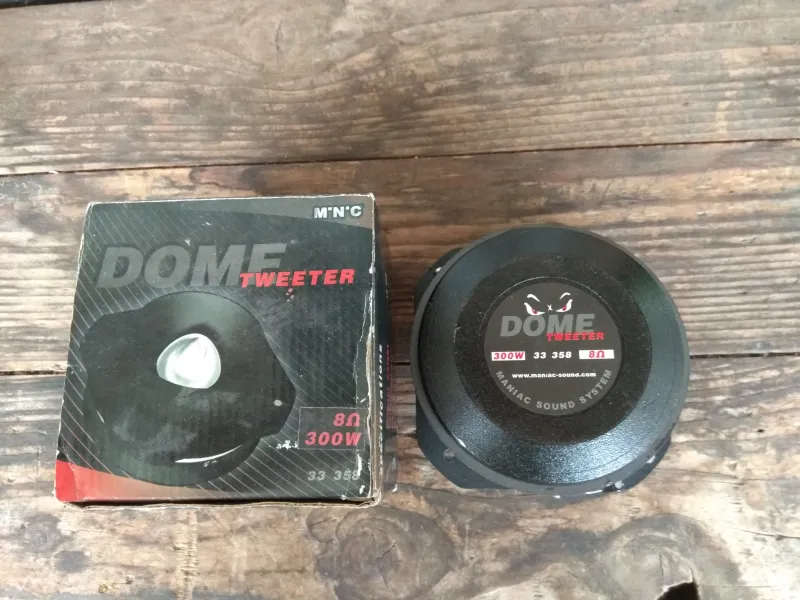 M·N·C
DOME
TWEETER
8Ω
300W
33 358
DOME
TWEETER
300W 33 358 8Ω
www.maniac-sound.com
MANIAC SOUND SYSTEM